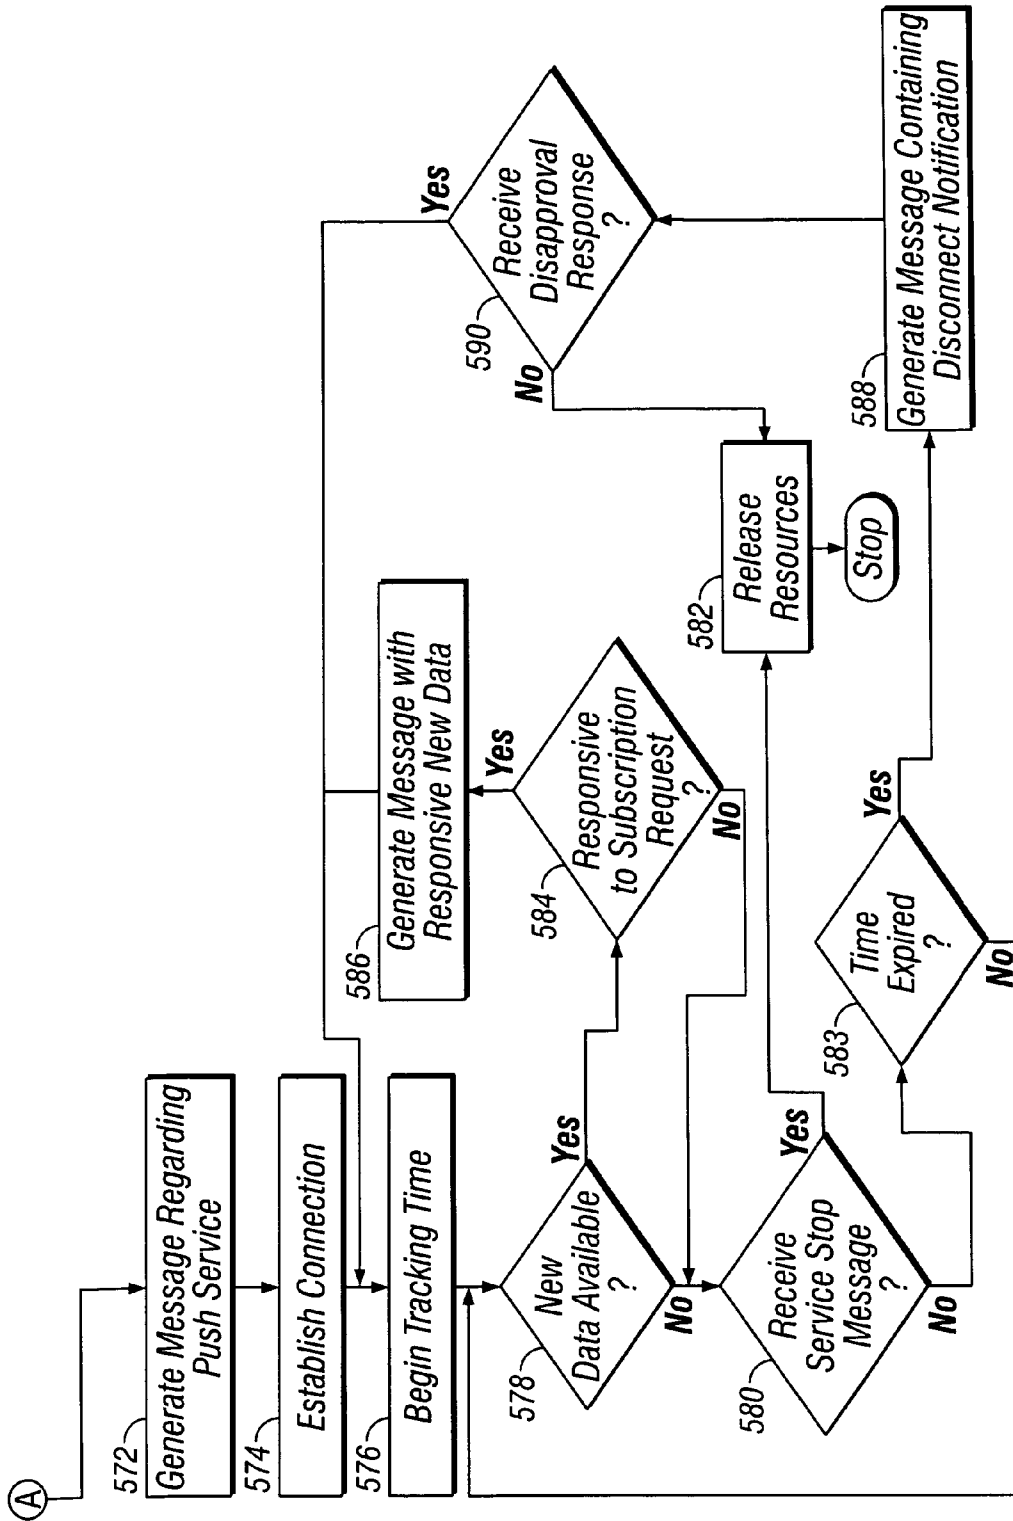 A
572
Generate Message Regarding
Push Service
574
Establish Connection
576
Begin Tracking Time
578
New
Data Available
?
Yes
No
580
Receive
Service Stop
Message
?
Yes
No
586
Generate Message with
Responsive New Data
584
Responsive
to Subscription
Request
?
Yes
No
583
Time
Expired
?
Yes
No
582
Release
Resources
Stop
590
Receive
Disapproval
Response
?
Yes
No
588
Generate Message Containing
Disconnect Notification